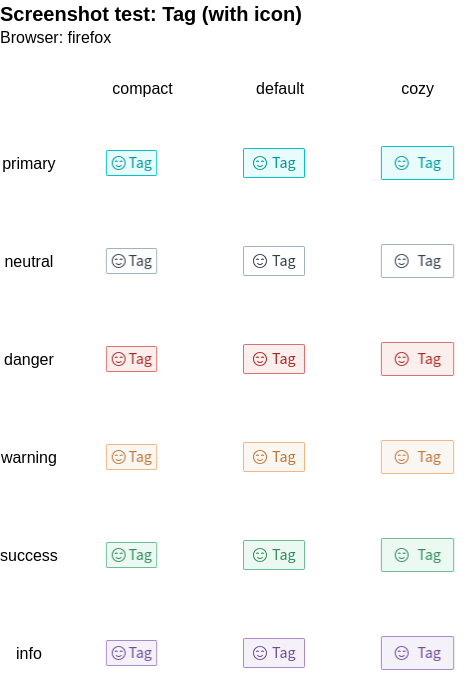 Screenshot test: Tag (with icon)
Browser: firefox
compact default cozy
primary Tag Tag Tag
neutral Tag Tag Tag
danger Tag Tag Tag
warning Tag Tag Tag
success Tag Tag Tag
info Tag Tag Tag